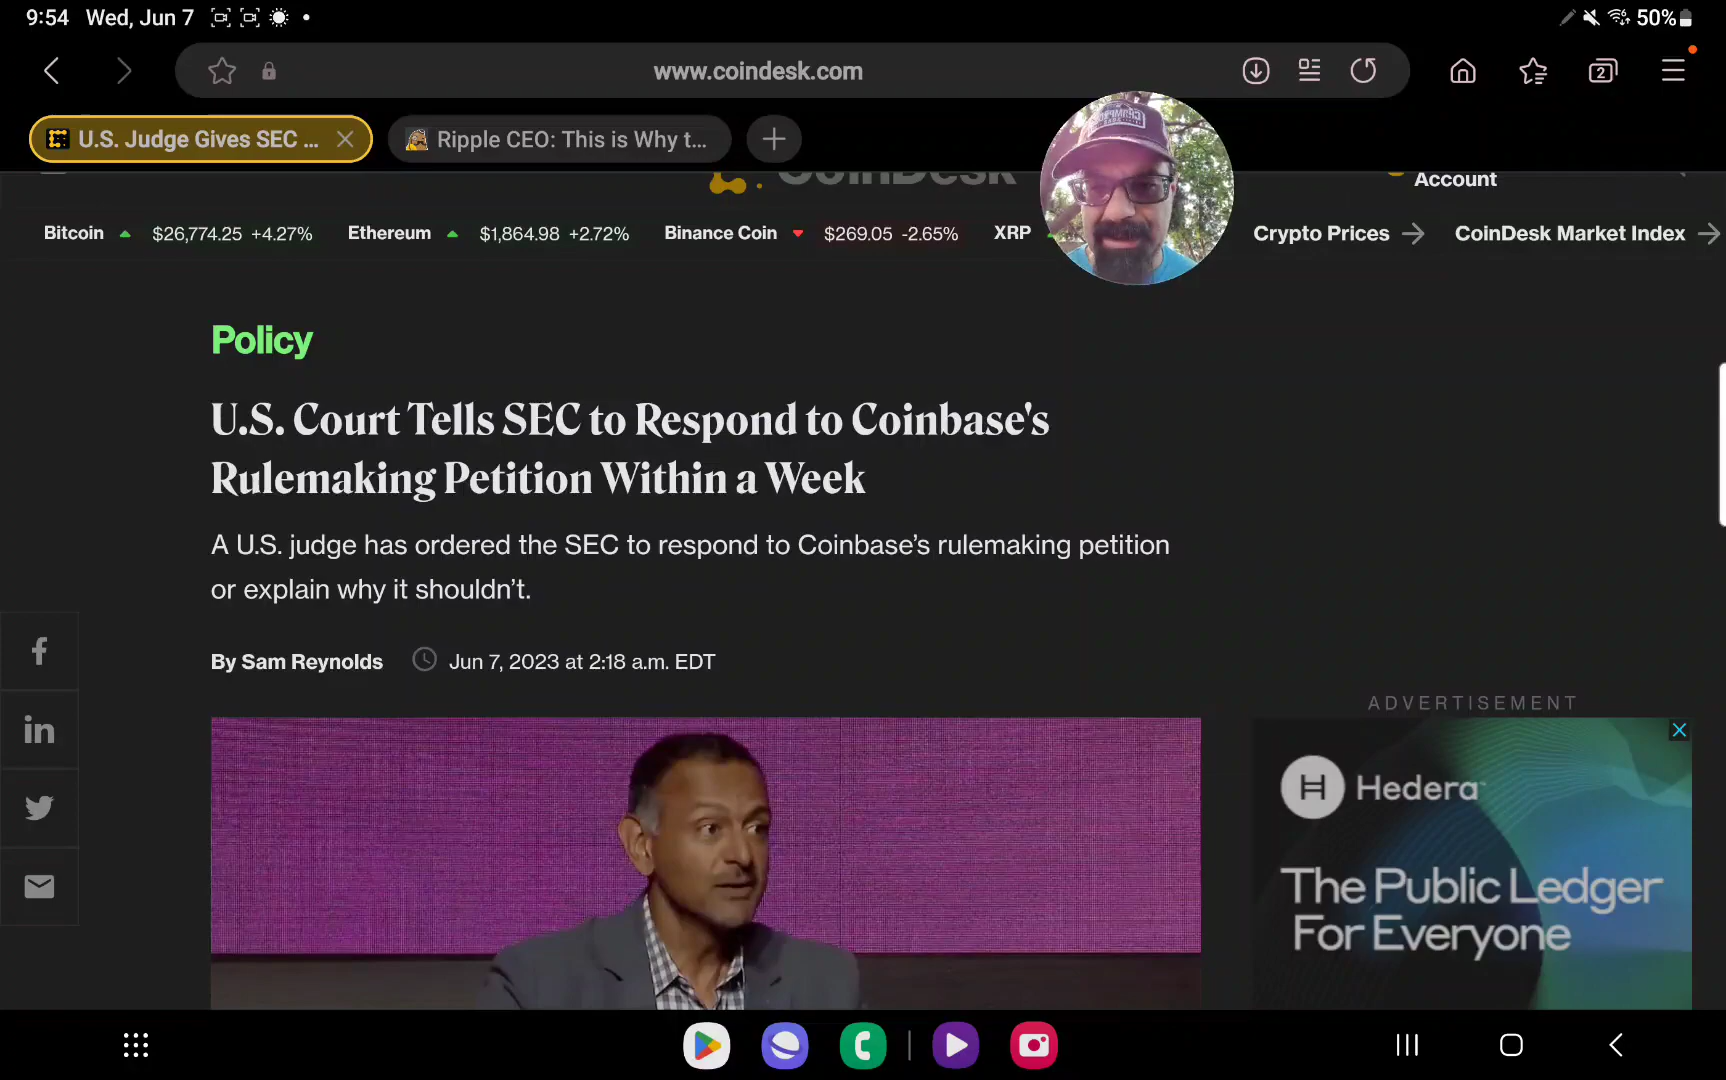 9:54 Wed, Jun 7
50%
www.coindesk.com
2
U.S. Judge Gives SEC ...
Ripple CEO: This is Why t...
CoinDesk
Account
Bitcoin $26,774.25 +4.27% Ethereum $1,864.98 +2.72% Binance Coin $269.05 -2.65% XRP Crypto Prices CoinDesk Market Index
Policy
U.S. Court Tells SEC to Respond to Coinbase's
Rulemaking Petition Within a Week
A U.S. judge has ordered the SEC to respond to Coinbase’s rulemaking petition
or explain why it shouldn’t.
By Sam Reynolds Jun 7, 2023 at 2:18 a.m. EDT
ADVERTISEMENT
H Hedera
The Public Ledger
For Everyone